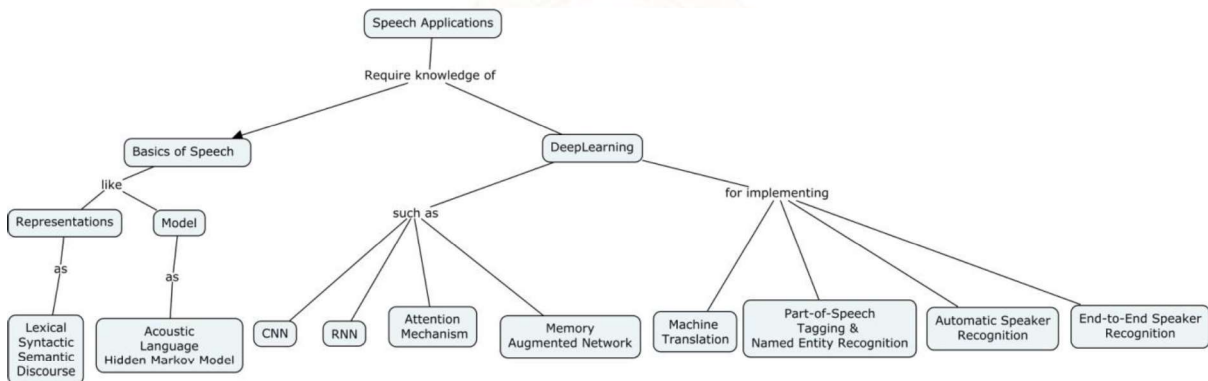 Speech Applications
Require knowledge of
Basics of Speech
DeepLearning
like
for implementing
Representations
Model
such as
as
as
Lexical
Syntactic
Semantic
Discourse
Acoustic
Language
Hidden Markov Model
CNN
RNN
Attention
Mechanism
Memory
Augmented Network
Machine
Translation
Part-of-Speech
Tagging &
Named Entity Recognition
Automatic Speaker
Recognition
End-to-End Speaker
Recognition